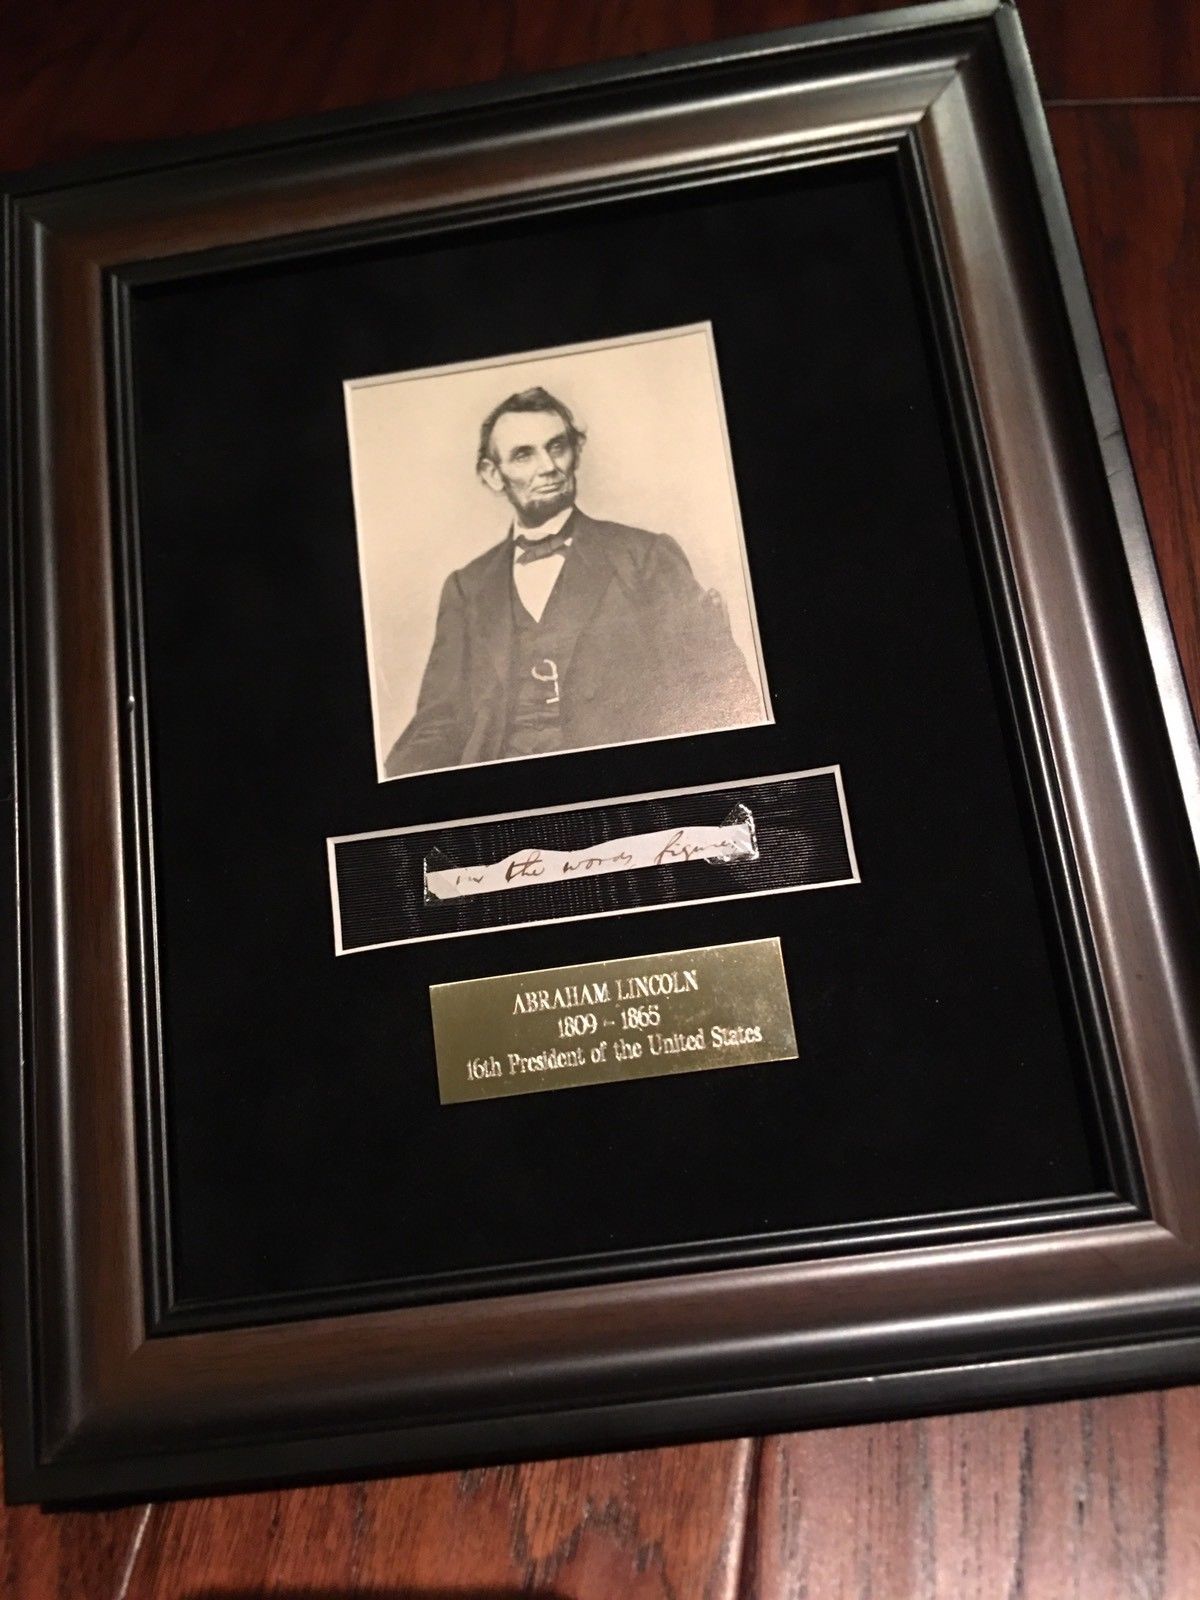 in the words figures
ABRAHAM LINCOLN
1809 - 1865
16th President of the United States